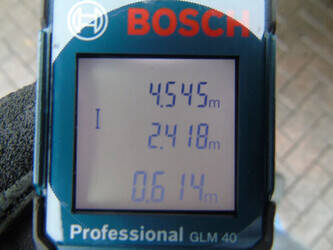 BOSCH
4.545m
2.418m
0.614m
Professional GLM 40